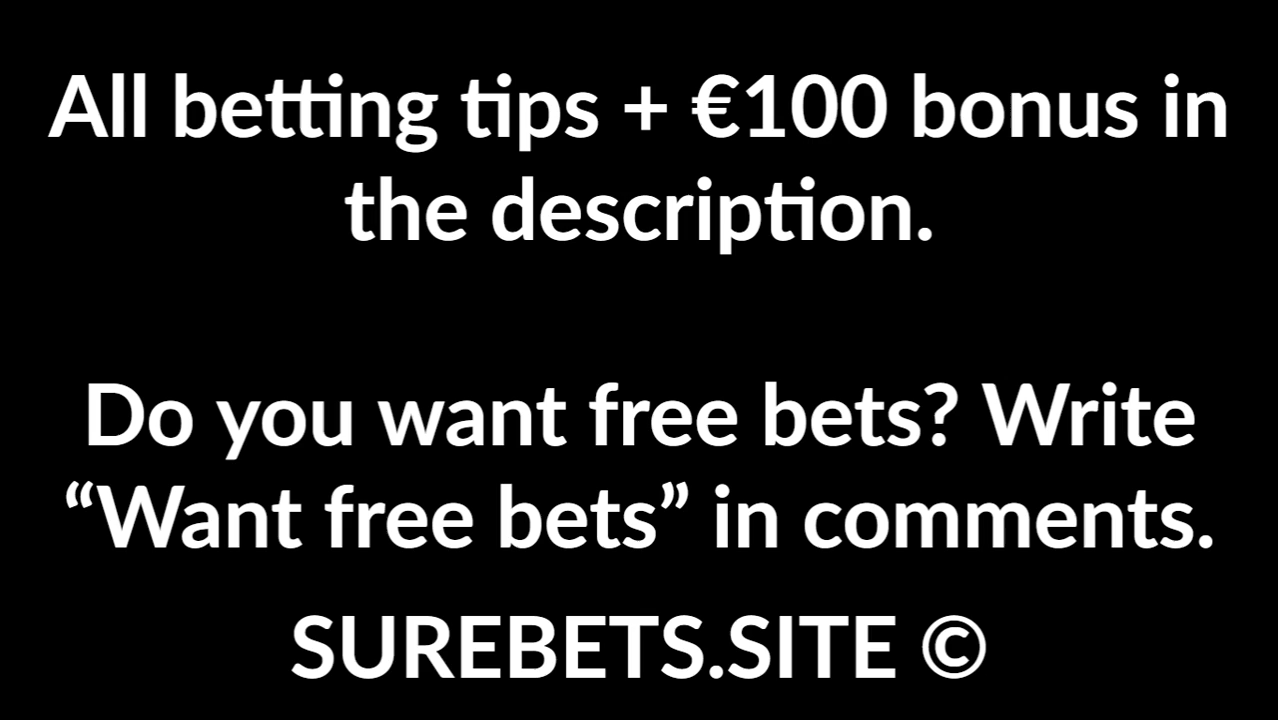 All betting tips + €100 bonus in
the description.
Do you want free bets? Write
“Want free bets” in comments.
SUREBETS.SITE ©